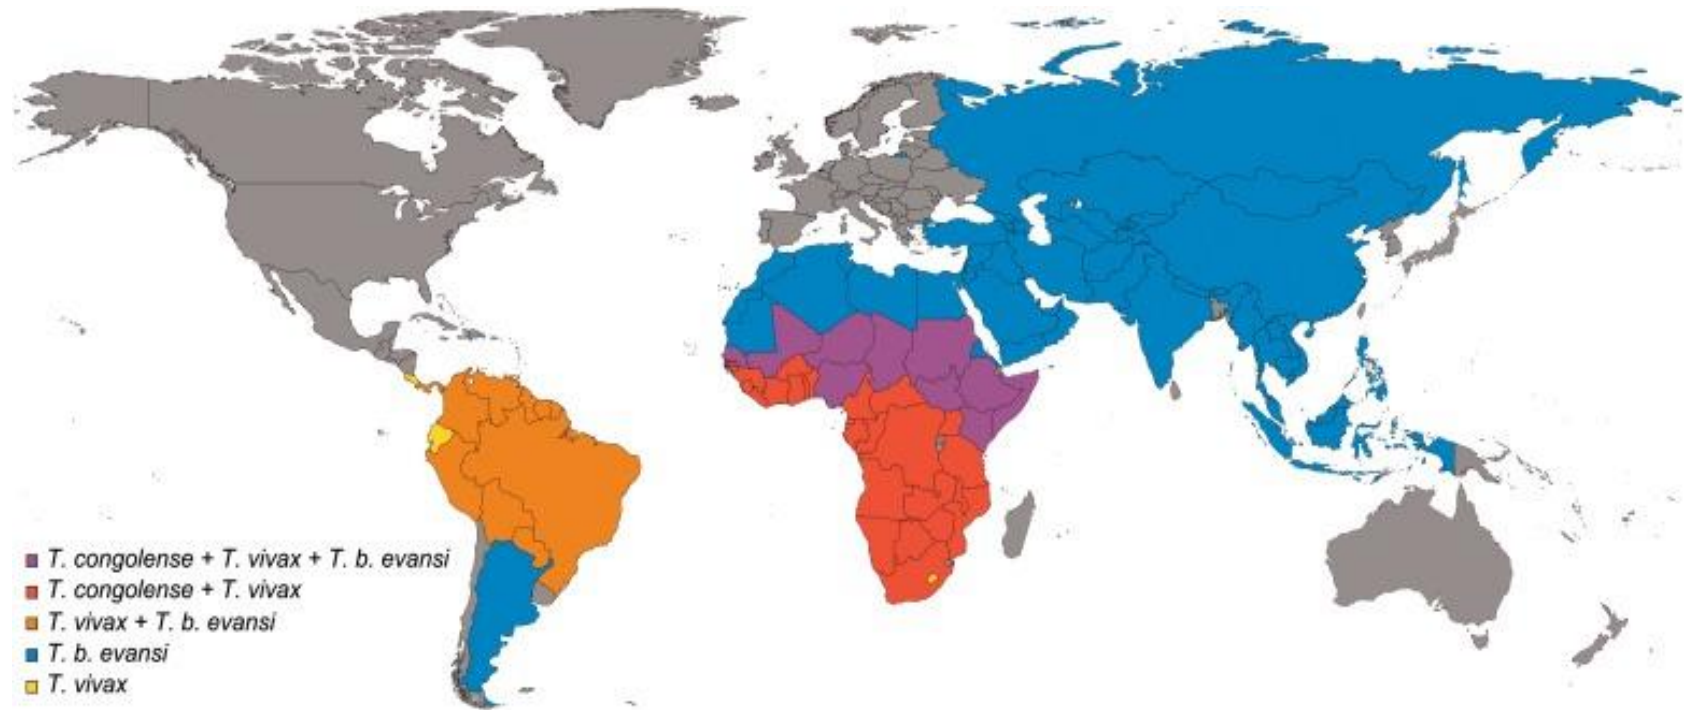 T. congolense + T. vivax + T. b. evansi
T. congolense + T. vivax
T. vivax + T. b. evansi
T. b. evansi
T. vivax